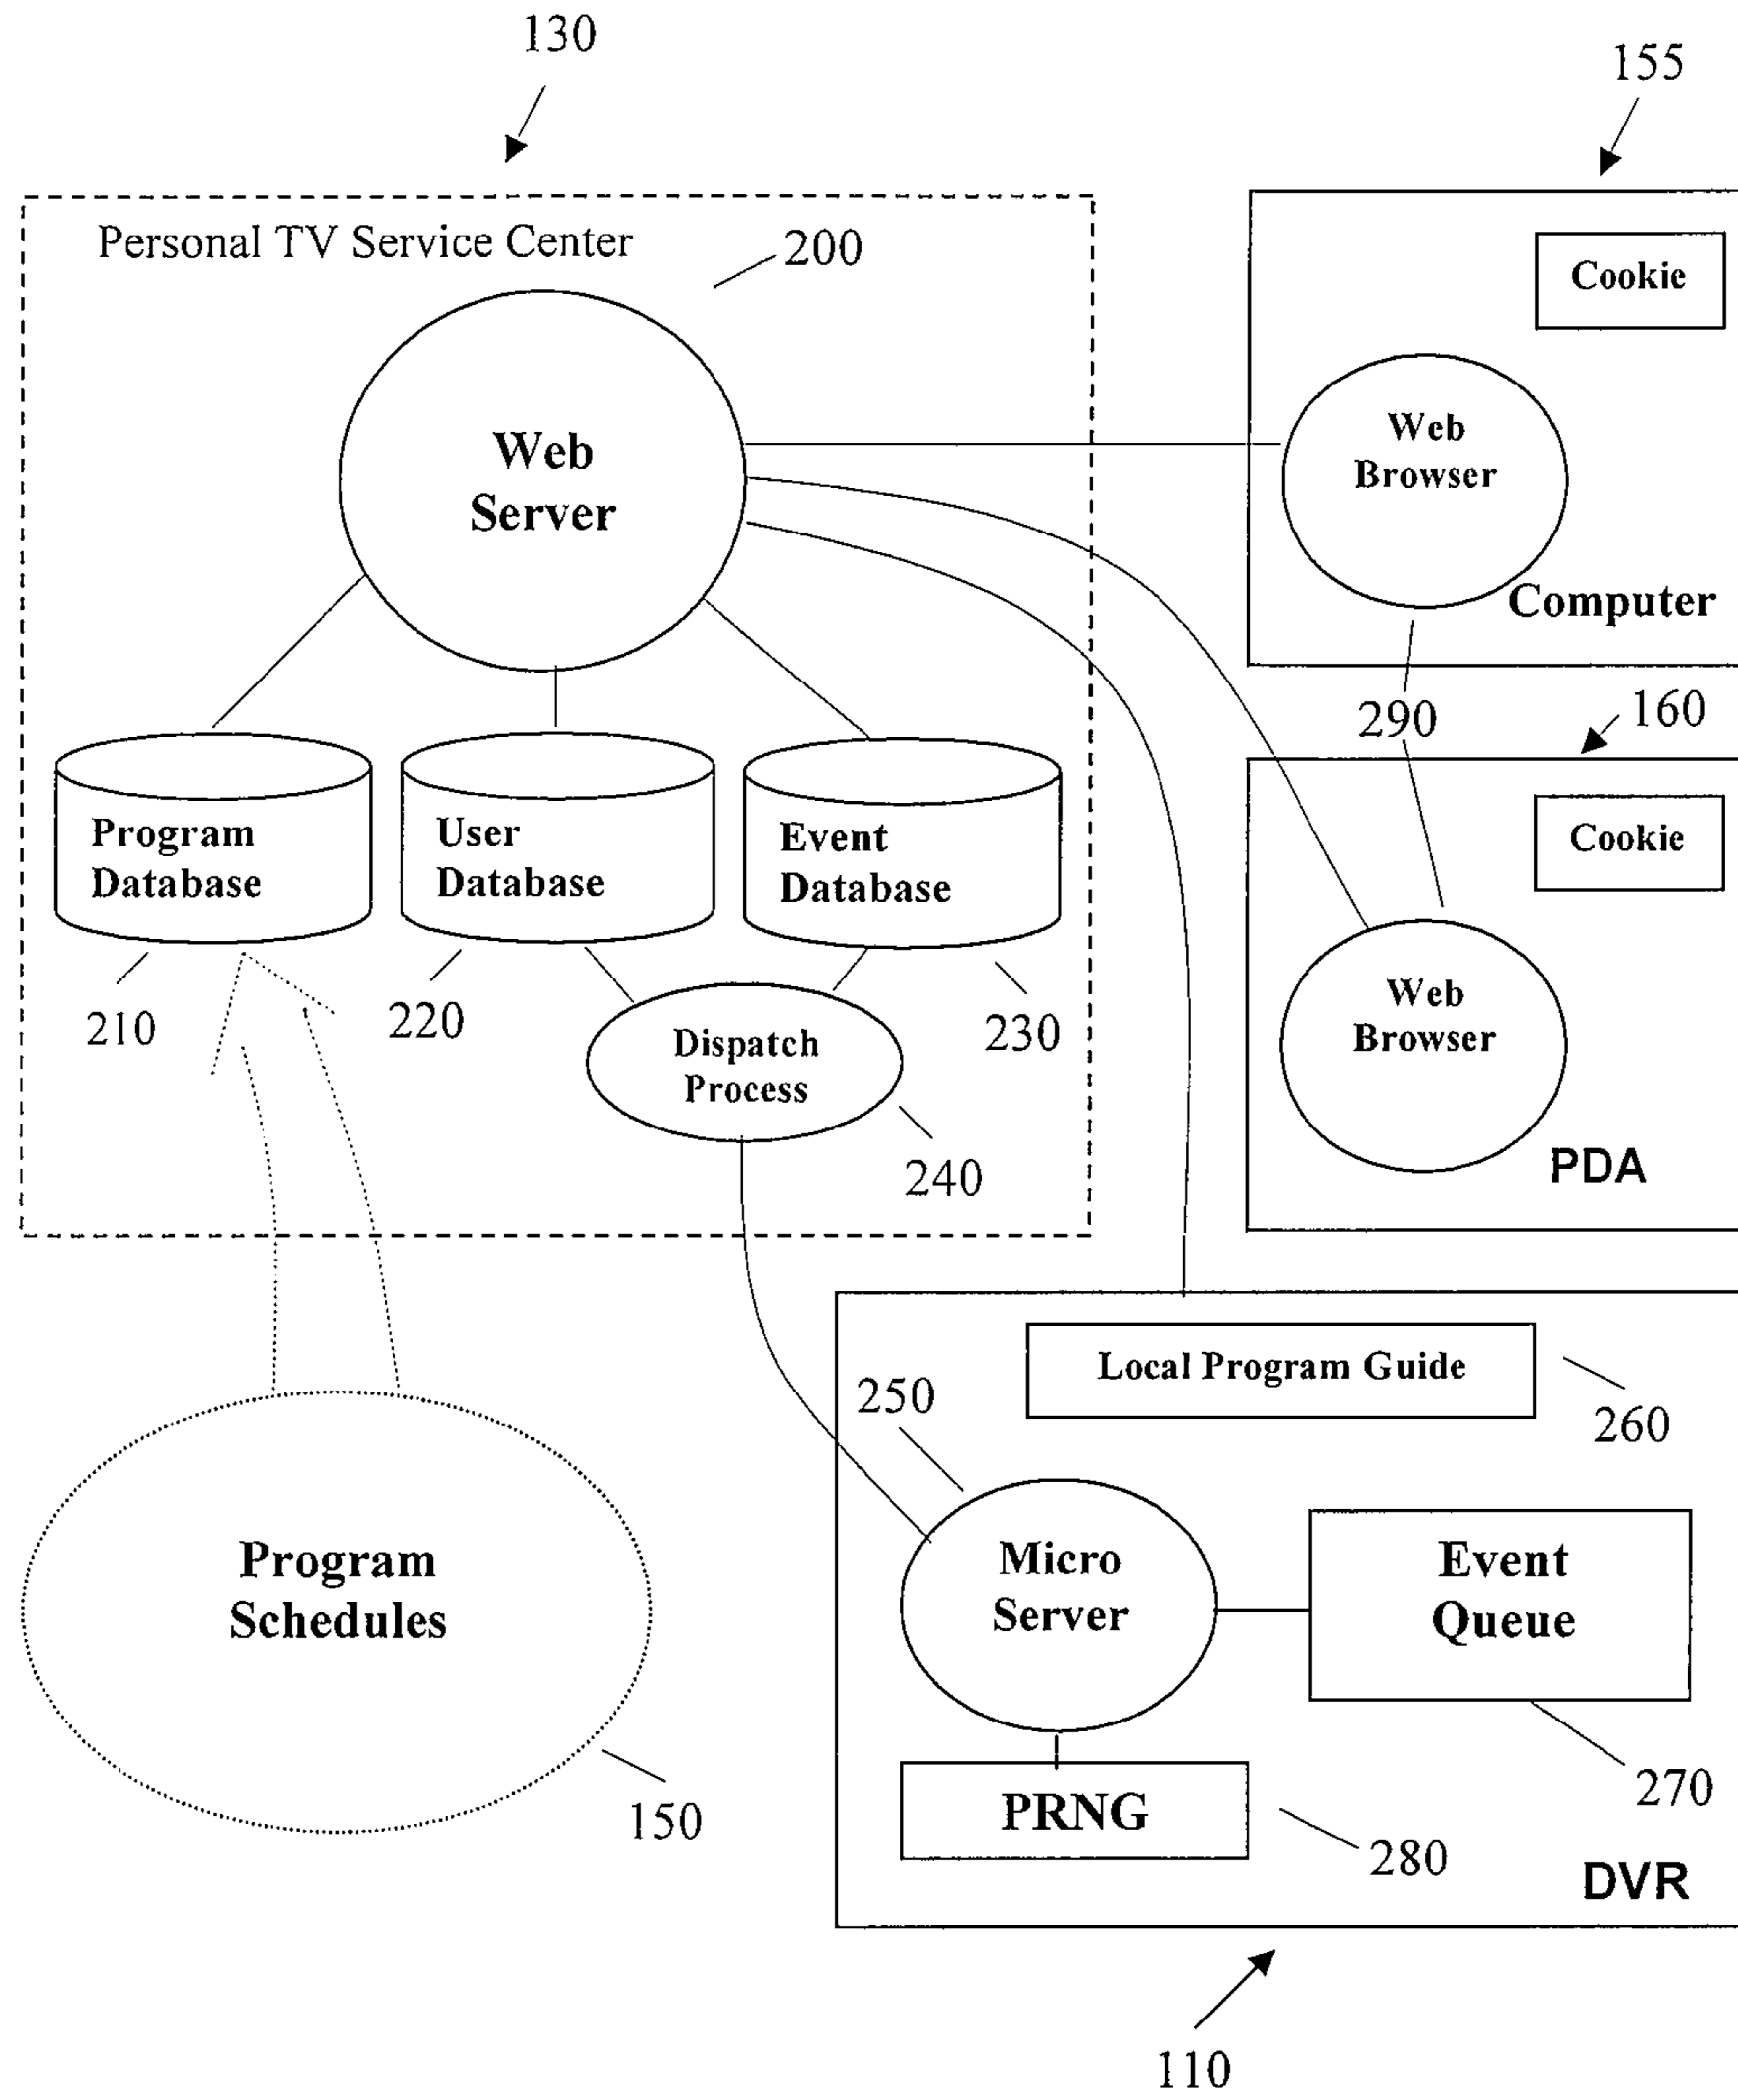 130
155
Personal TV Service Center
200
Cookie
Web
Server
Web
Browser
Computer
290
160
Program
Database
User
Database
Event
Database
Cookie
210
220
230
Web
Browser
Dispatch
Process
240
PDA
Local Program Guide
250
260
Program
Schedules
Micro
Server
Event
Queue
150
270
PRNG
280
DVR
110